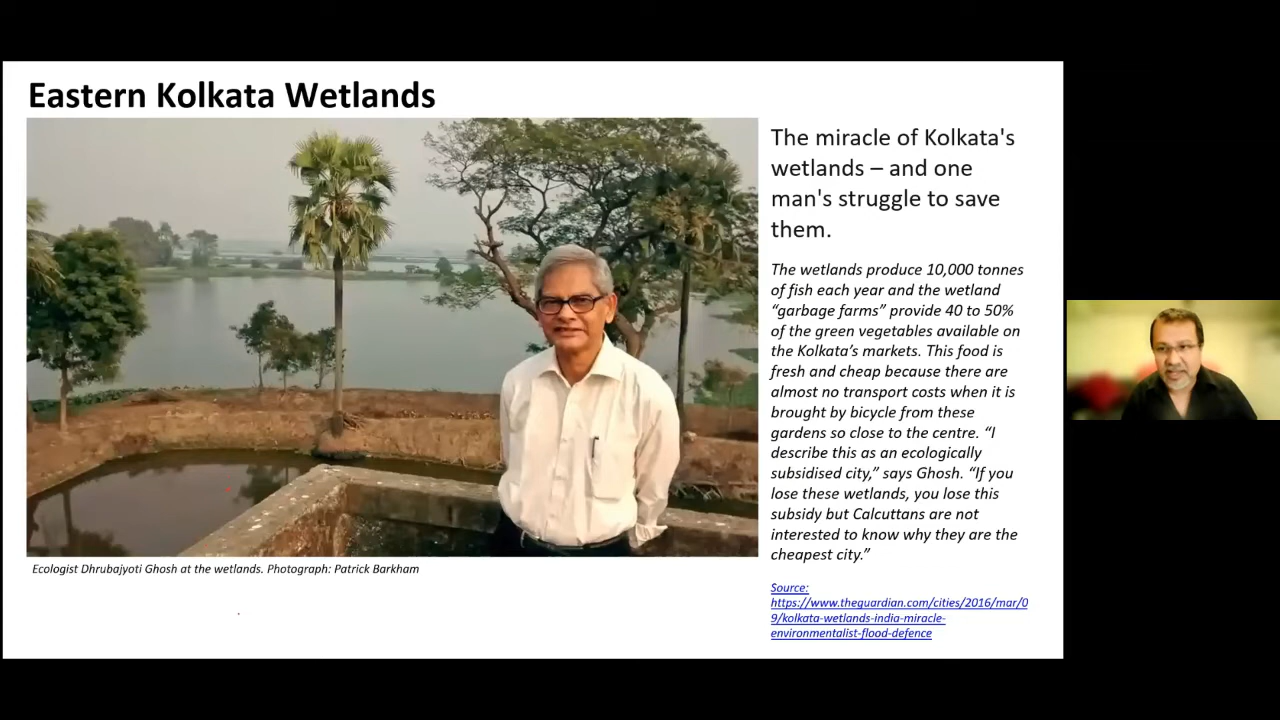 Eastern Kolkata Wetlands
The miracle of Kolkata's
wetlands – and one
man's struggle to save
them.
The wetlands produce 10,000 tonnes
of fish each year and the wetland
“garbage farms” provide 40 to 50%
of the green vegetables available on
the Kolkata’s markets. This food is
fresh and cheap because there are
almost no transport costs when it is
brought by bicycle from these
gardens so close to the centre. “I
describe this as an ecologically
subsidised city,” says Ghosh. “If you
lose these wetlands, you lose this
subsidy but Calcuttans are not
interested to know why they are the
cheapest city.”
Source:
https://www.theguardian.com/cities/2016/mar/0
9/kolkata-wetlands-india-miracle-
environmentalist-flood-defence
Ecologist Dhrubajyoti Ghosh at the wetlands. Photograph: Patrick Barkham